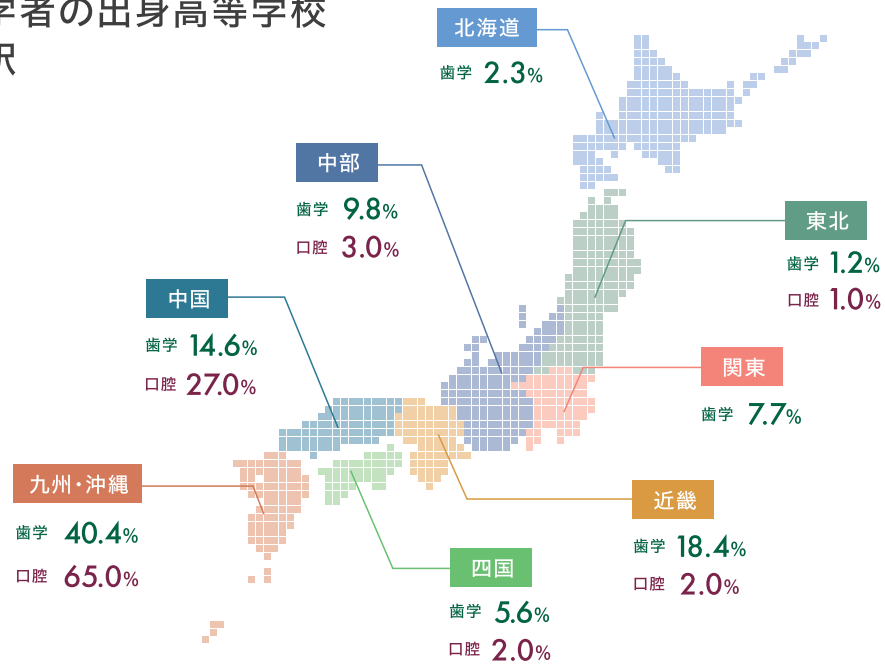 学者の出身高等学校
訳
北海道
歯学 2.3%
中部
歯学 9.8%
口腔 3.0%
東北
歯学 1.2%
口腔 1.0%
中国
歯学 14.6%
口腔 27.0%
関東
歯学 7.7%
九州・沖縄
歯学 40.4%
口腔 65.0%
近畿
歯学 18.4%
口腔 2.0%
四国
歯学 5.6%
口腔 2.0%